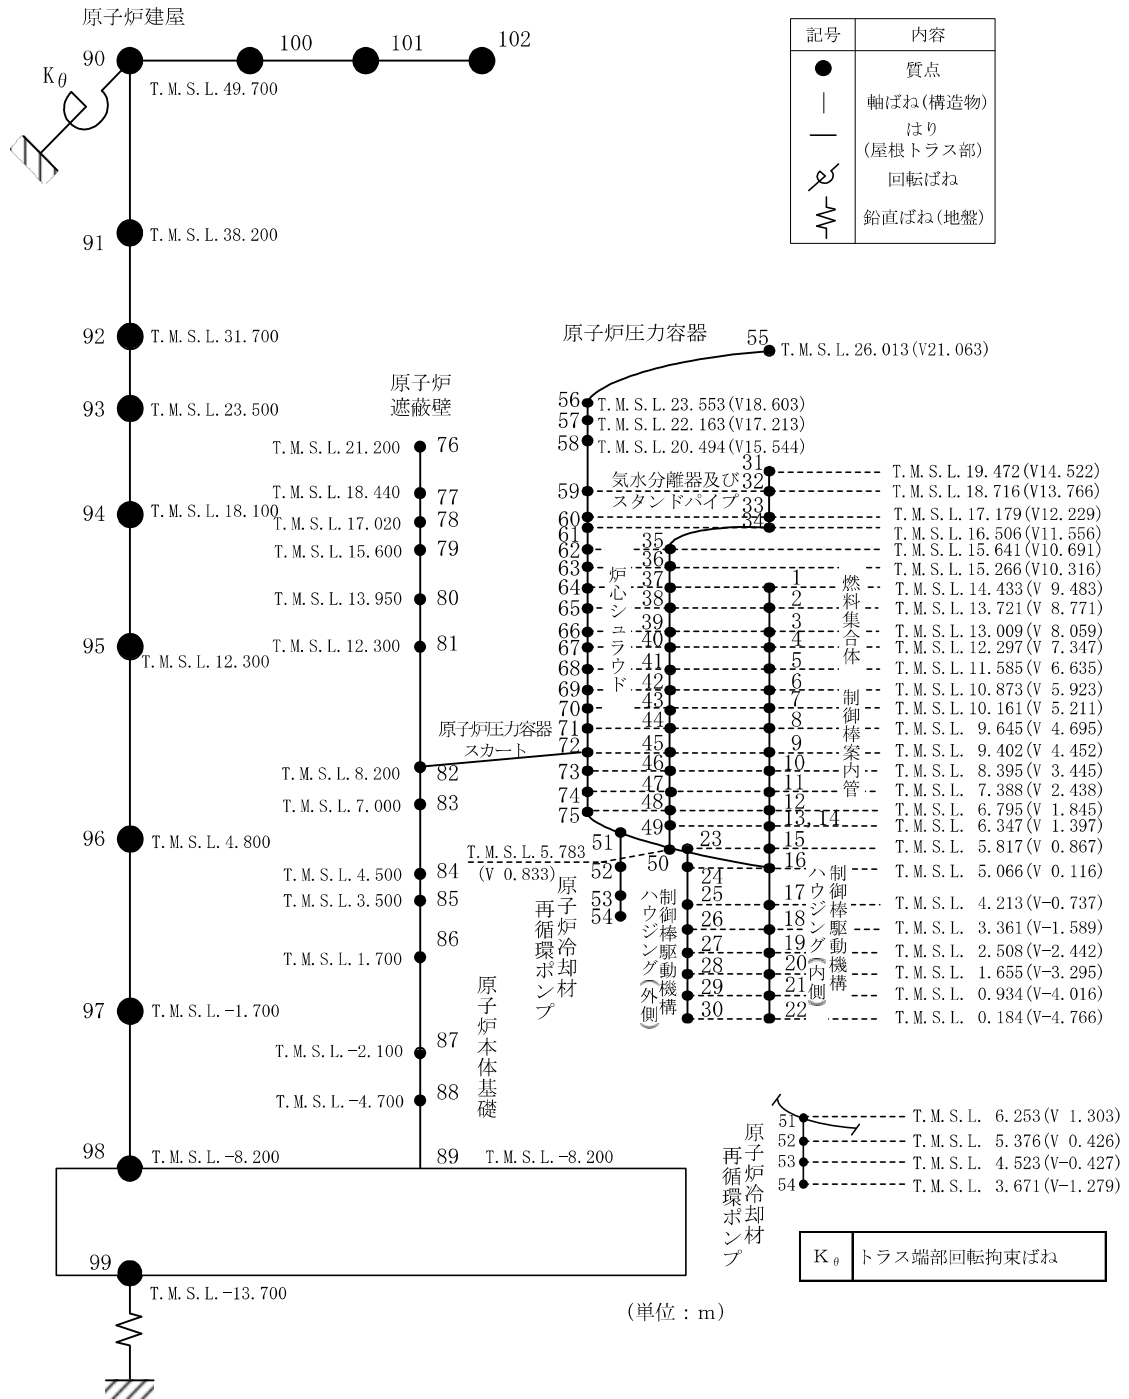 原子炉建屋
90
100
101
102
Kθ
T.M.S.L.49.700
91
T.M.S.L.38.200
92
T.M.S.L.31.700
93
T.M.S.L.23.500
94
T.M.S.L.18.100
95
T.M.S.L.12.300
96
T.M.S.L.4.800
97
T.M.S.L.-1.700
98
T.M.S.L.-8.200
99
T.M.S.L.-13.700
記号 内容
質点
軸ばね(構造物)
はり
(屋根トラス部)
回転ばね
鉛直ばね(地盤)
原子炉
遮蔽壁
T.M.S.L.21.200 76
T.M.S.L.18.440 77
T.M.S.L.17.020 78
T.M.S.L.15.600 79
T.M.S.L.13.950 80
T.M.S.L.12.300 81
T.M.S.L.8.200 82
T.M.S.L.7.000 83
T.M.S.L.4.500 84
T.M.S.L.3.500 85
86
T.M.S.L.1.700
87
T.M.S.L.-2.100
T.M.S.L.-4.700 88
89 T.M.S.L.-8.200
原子炉本体基礎
原子炉圧力容器
スカート
原子炉圧力容器
55
T.M.S.L.26.013(V21.063)
56 T.M.S.L.23.553(V18.603)
57 T.M.S.L.22.163(V17.213)
58 T.M.S.L.20.494(V15.544)
59
60
61
62
63
64
65
66
67
68
69
70
71
72
73
74
75
気水分離器及び
スタンドパイプ
31
32
33
34
炉心シュラウド
35
36
37
38
39
40
41
42
43
44
45
46
47
48
49
50
T.M.S.L.5.783
(V 0.833)
51
52
53
54
原子炉冷却材
再循環ポンプ
1
2
3
4
5
6
7
8
9
10
11
12
13,14
15
16
17
18
19
20
21
22
燃料集合体
制御棒案内管
制御棒駆動機構
ハウジング(内側)
23
24
25
26
27
28
29
30
制御棒駆動機構
ハウジング(外側)
T.M.S.L.19.472(V14.522)
T.M.S.L.18.716(V13.766)
T.M.S.L.17.179(V12.229)
T.M.S.L.16.506(V11.556)
T.M.S.L.15.641(V10.691)
T.M.S.L.15.266(V10.316)
T.M.S.L.14.433(V 9.483)
T.M.S.L.13.721(V 8.771)
T.M.S.L.13.009(V 8.059)
T.M.S.L.12.297(V 7.347)
T.M.S.L.11.585(V 6.635)
T.M.S.L.10.873(V 5.923)
T.M.S.L.10.161(V 5.211)
T.M.S.L. 9.645(V 4.695)
T.M.S.L. 9.402(V 4.452)
T.M.S.L. 8.395(V 3.445)
T.M.S.L. 7.388(V 2.438)
T.M.S.L. 6.795(V 1.845)
T.M.S.L. 6.347(V 1.397)
T.M.S.L. 5.817(V 0.867)
T.M.S.L. 5.066(V 0.116)
T.M.S.L. 4.213(V-0.737)
T.M.S.L. 3.361(V-1.589)
T.M.S.L. 2.508(V-2.442)
T.M.S.L. 1.655(V-3.295)
T.M.S.L. 0.934(V-4.016)
T.M.S.L. 0.184(V-4.766)
51 T.M.S.L. 6.253(V 1.303)
52 T.M.S.L. 5.376(V 0.426)
53 T.M.S.L. 4.523(V-0.427)
54 T.M.S.L. 3.671(V-1.279)
原子炉冷却材
再循環ポンプ
Kθ トラス端部回転拘束ばね
(単位:m)